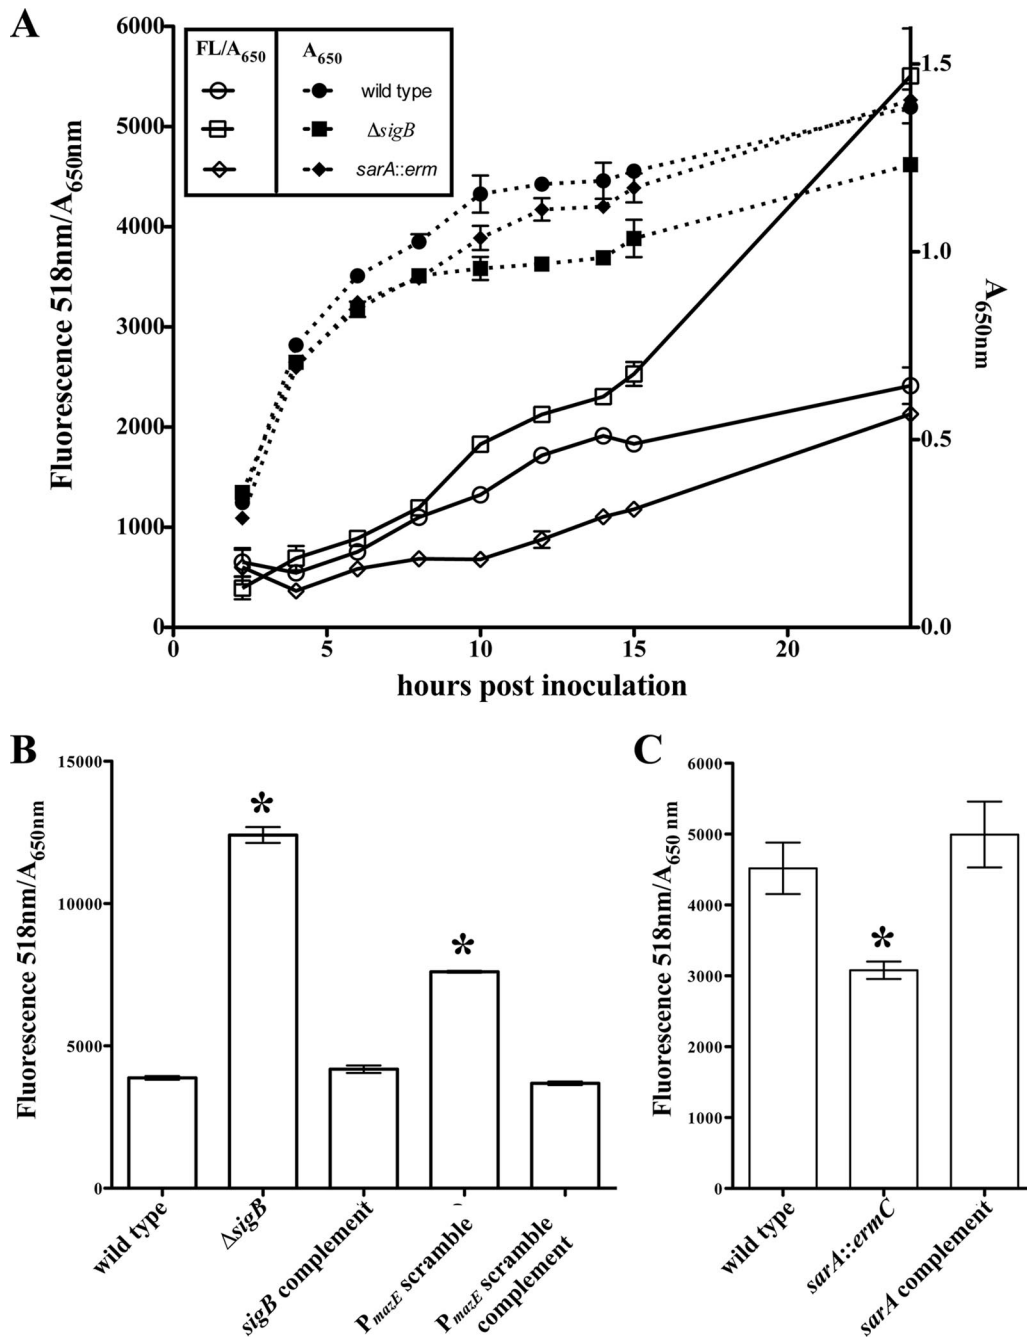 A
6000
5000
4000
3000
2000
1000
0
Fluorescence 518nm/A650nm
FL/A650 A650
wild type
ΔsigB
sarA::erm
1.5
1.0
0.5
0.0
A650nm
0 5 10 15 20
hours post inoculation
B
15000
10000
5000
0
Fluorescence 518nm/A650nm
*
*
wild type
ΔsigB
sigB complement
PmazE scramble
PmazE scramble
complement
C
6000
5000
4000
3000
2000
1000
0
Fluorescence 518nm/A650 nm
*
wild type
sarA::ermC
sarA complement